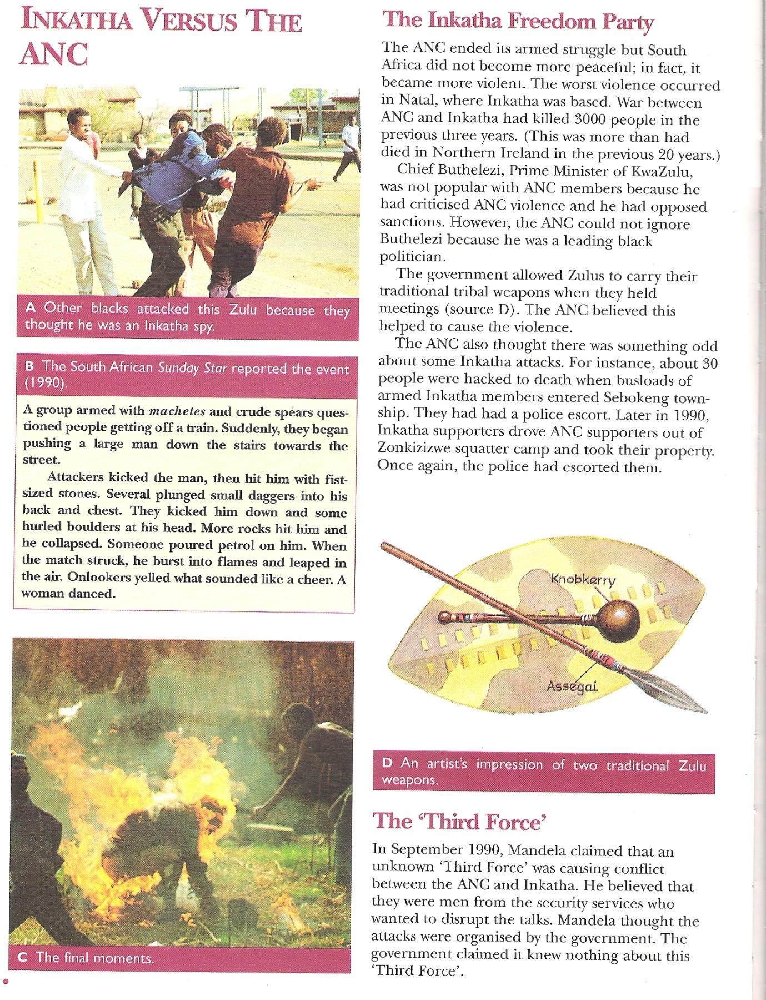 INKATHA VERSUS THE
ANC
A Other blacks attacked this Zulu because they
thought he was an Inkatha spy.
B The South African Sunday Star reported the event
(1990).
A group armed with machetes and crude spears ques-
tioned people getting off a train. Suddenly, they began
pushing a large man down the stairs towards the
street.
Attackers kicked the man, then hit him with fist-
sized stones. Several plunged small daggers into his
back and chest. They kicked him down and some
hurled boulders at his head. More rocks hit him and
he collapsed. Someone poured petrol on him. When
the match struck, he burst into flames and leaped in
the air. Onlookers yelled what sounded like a cheer. A
woman danced.
C The final moments.
The Inkatha Freedom Party
The ANC ended its armed struggle but South
Africa did not become more peaceful; in fact, it
became more violent. The worst violence occurred
in Natal, where Inkatha was based. War between
ANC and Inkatha had killed 3000 people in the
previous three years. (This was more than had
died in Northern Ireland in the previous 20 years.)
Chief Buthelezi, Prime Minister of KwaZulu,
was not popular with ANC members because he
had criticised ANC violence and he had opposed
sanctions. However, the ANC could not ignore
Buthelezi because he was a leading black
politician.
The government allowed Zulus to carry their
traditional tribal weapons when they held
meetings (source D). The ANC believed this
helped to cause the violence.
The ANC also thought there was something odd
about some Inkatha attacks. For instance, about 30
people were hacked to death when busloads of
armed Inkatha members entered Sebokeng town-
ship. They had had a police escort. Later in 1990,
Inkatha supporters drove ANC supporters out of
Zonkizizwe squatter camp and took their property.
Once again, the police had escorted them.
Knobkerry
Assegai
D An artist's impression of two traditional Zulu
weapons.
The 'Third Force'
In September 1990, Mandela claimed that an
unknown 'Third Force' was causing conflict
between the ANC and Inkatha. He believed that
they were men from the security services who
wanted to disrupt the talks. Mandela thought the
attacks were organised by the government. The
government claimed it knew nothing about this
'Third Force'.